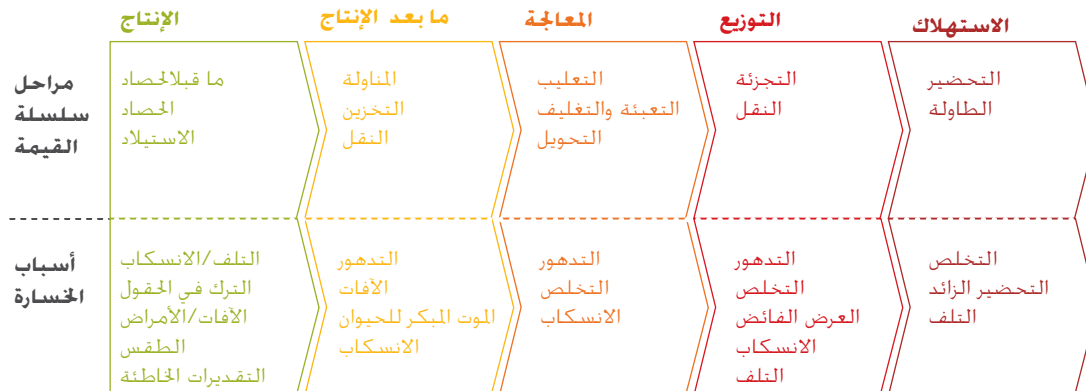 الإنتاج
ما بعد الإنتاج
المعالجة
التوزيع
الاستهلاك
مراحل
سلسلة
القيمة
ما قبلالحصاد
الحصاد
الاستيلاد
المناولة
التخزين
النقل
التعليب
التعبئة والتغليف
التحويل
التجزئة
النقل
التحضير
الطاولة
أسباب
الخسارة
التلف/الانسكاب
الترك في الحقول
الآفات/الأمراض
الطقس
التقديرات الخاطئة
التدهور
الآفات
الموت المبكر للحيوان
الانسكاب
التدهور
التخلص
الانسكاب
التدهور
التخلص
العرض الفائض
الانسكاب
التلف
التخلص
التحضير الزائد
التلف